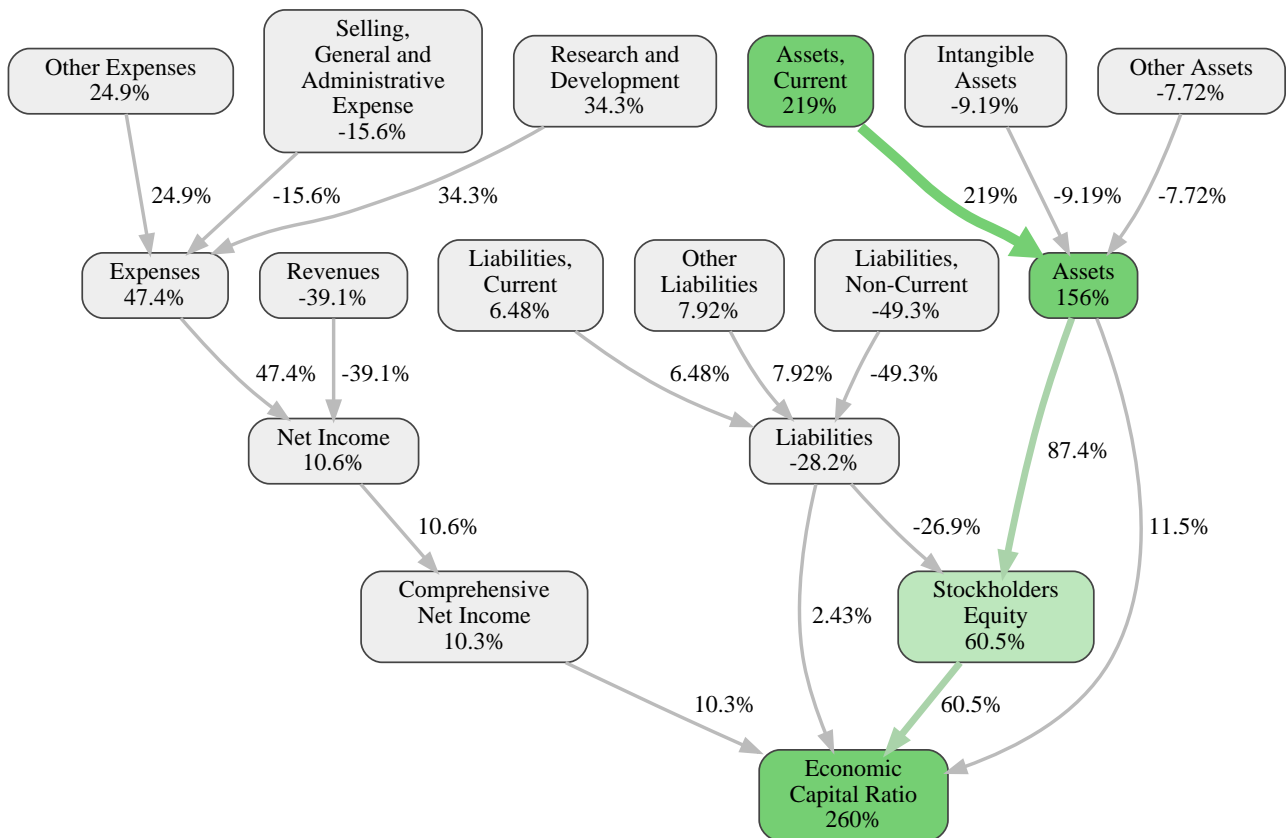 Other Expenses
24.9%
Selling,
General and
Administrative
Expense
-15.6%
Research and
Development
34.3%
Assets,
Current
219%
Intangible
Assets
-9.19%
Other Assets
-7.72%
24.9%
-15.6%
34.3%
219%
-9.19%
-7.72%
Expenses
47.4%
Revenues
-39.1%
Liabilities,
Current
6.48%
Other
Liabilities
7.92%
Liabilities,
Non-Current
-49.3%
Assets
156%
47.4%
-39.1%
6.48%
7.92%
-49.3%
Net Income
10.6%
Liabilities
-28.2%
87.4%
10.6%
-26.9%
11.5%
Comprehensive
Net Income
10.3%
2.43%
Stockholders
Equity
60.5%
10.3%
60.5%
Economic
Capital Ratio
260%